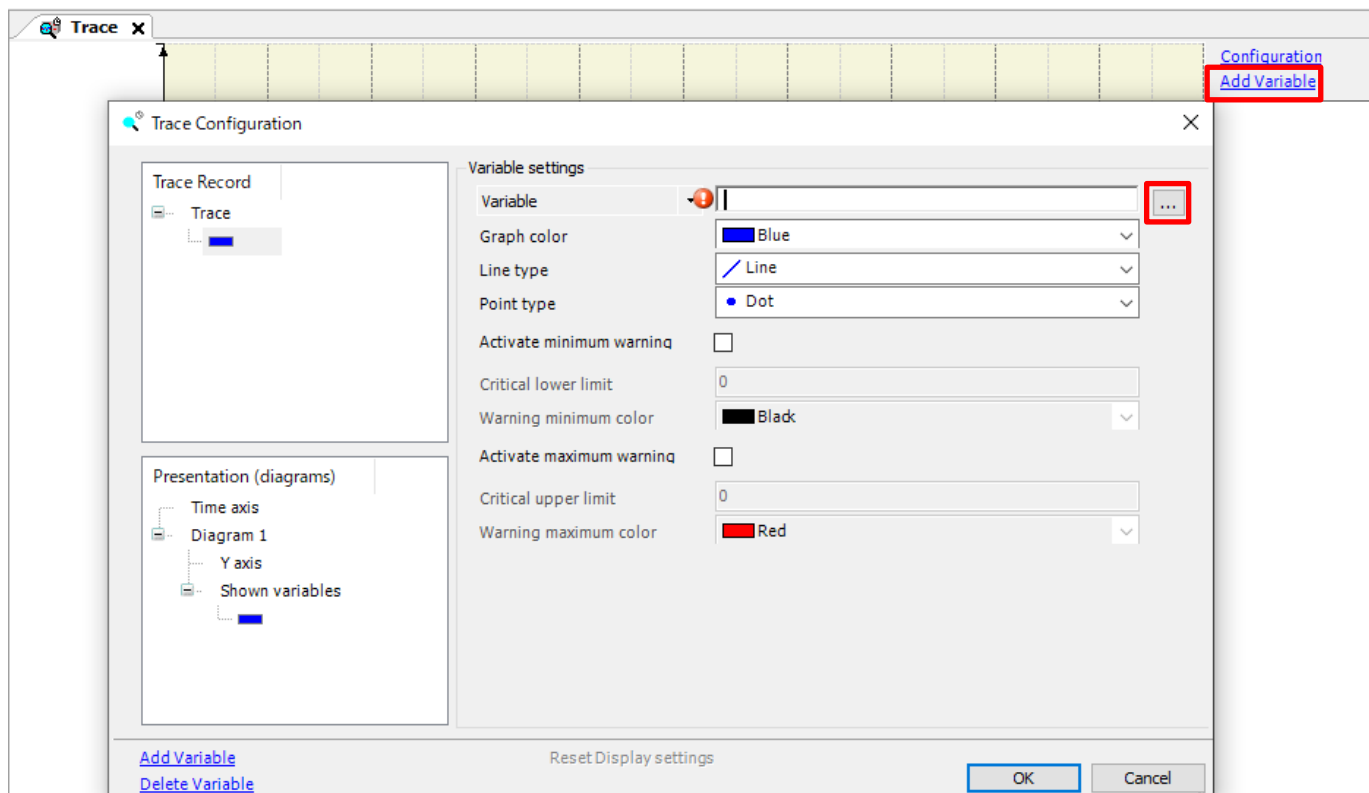 Trace
Configuration
Add Variable
Trace Configuration
Trace Record
Trace
Variable settings
Variable
...
Graph color
Blue
Line type
Line
Point type
Dot
Activate minimum warning
Critical lower limit
0
Warning minimum color
Black
Activate maximum warning
Critical upper limit
0
Warning maximum color
Red
Presentation (diagrams)
Time axis
Diagram 1
Y axis
Shown variables
Add Variable
Delete Variable
Reset Display settings
OK
Cancel